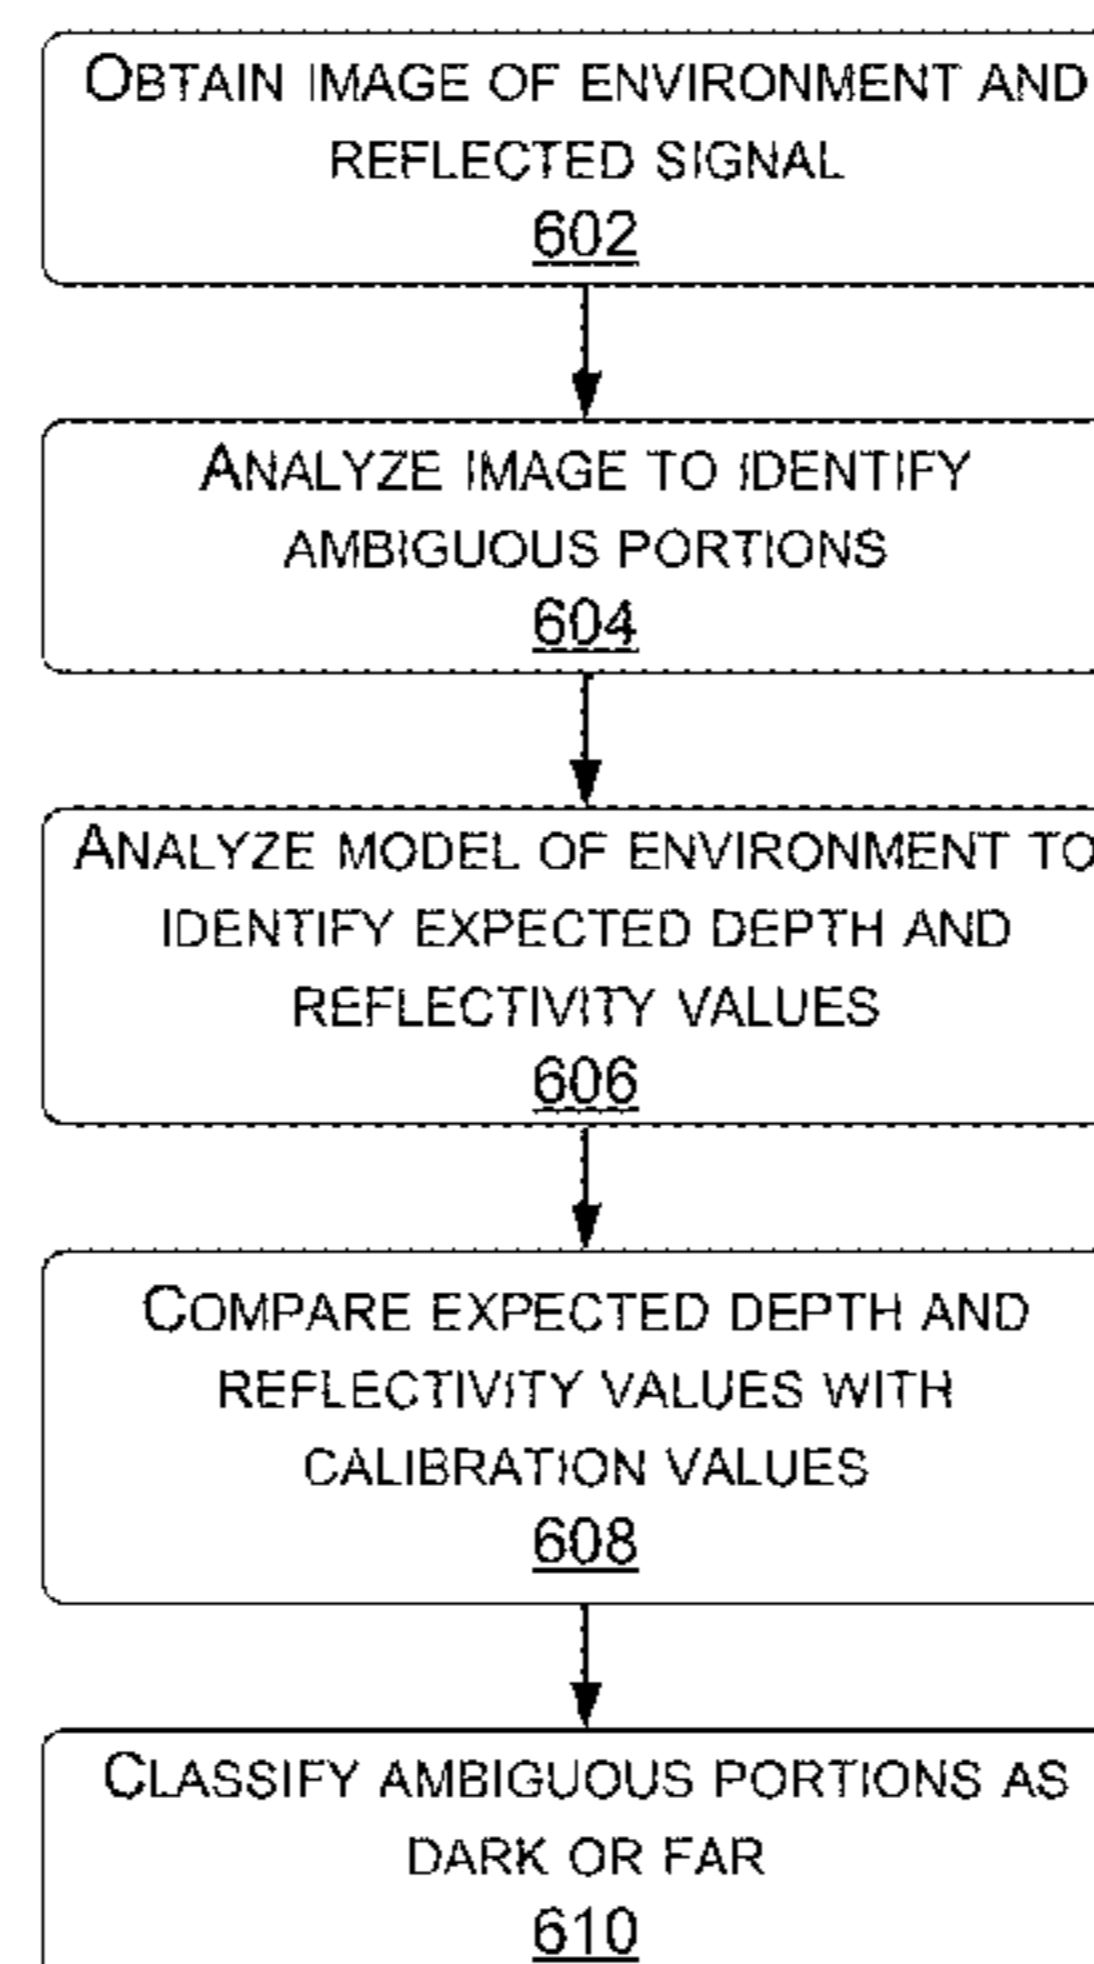 OBTAIN IMAGE OF ENVIRONMENT AND
REFLECTED SIGNAL
602
ANALYZE IMAGE TO IDENTIFY
AMBIGUOUS PORTIONS
604
ANALYZE MODEL OF ENVIRONMENT TO
IDENTIFY EXPECTED DEPTH AND
REFLECTIVITY VALUES
606
COMPARE EXPECTED DEPTH AND
REFLECTIVITY VALUES WITH
CALIBRATION VALUES
608
CLASSIFY AMBIGUOUS PORTIONS AS
DARK OR FAR
610